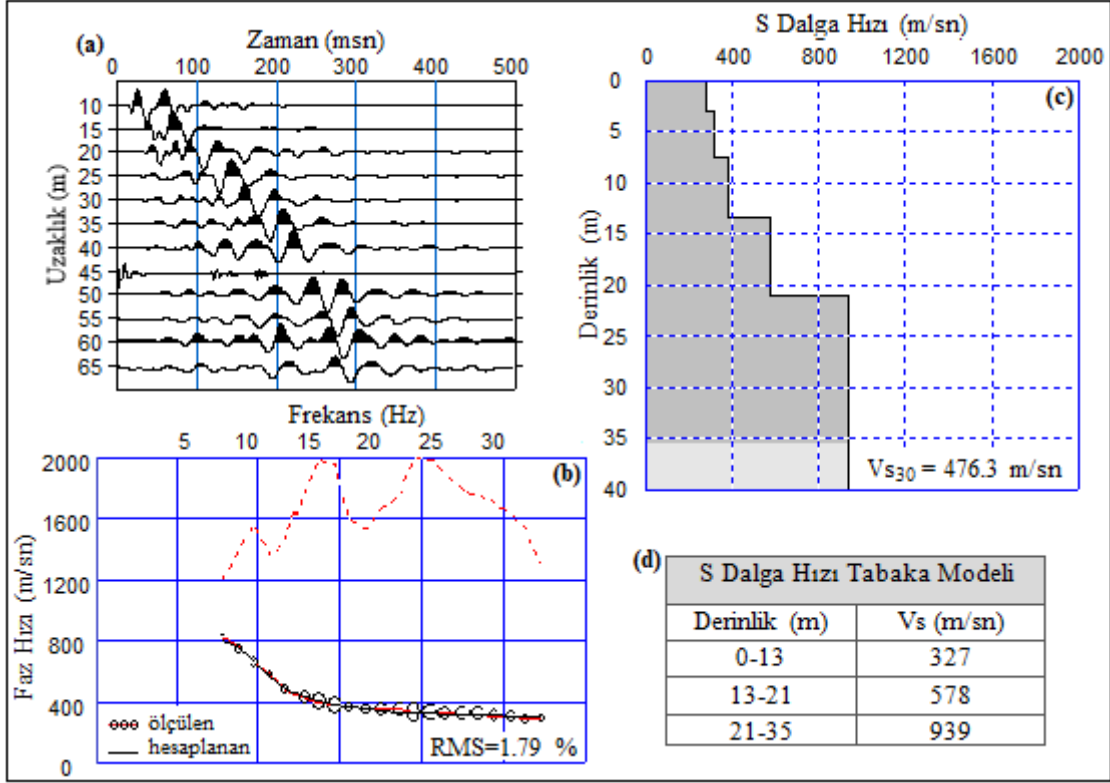 (a)
Zaman (msn)
0 100 200 300 400 500
Uzaklık (m)
10
15
20
25
30
35
40
45
50
55
60
65
Frekans (Hz)
5 10 15 20 25 30
(b)
Faz Hızı (m/sn)
2000
1600
1200
800
400
0
ölçülen
hesaplanan
RMS=1.79 %
S Dalga Hızı (m/sn)
0 400 800 1200 1600 2000
(c)
Derinlik (m)
0
5
10
15
20
25
30
35
40
Vs30 = 476.3 m/sn
(d)
S Dalga Hızı Tabaka Modeli
Derinlik (m) Vs (m/sn)
0-13 327
13-21 578
21-35 939